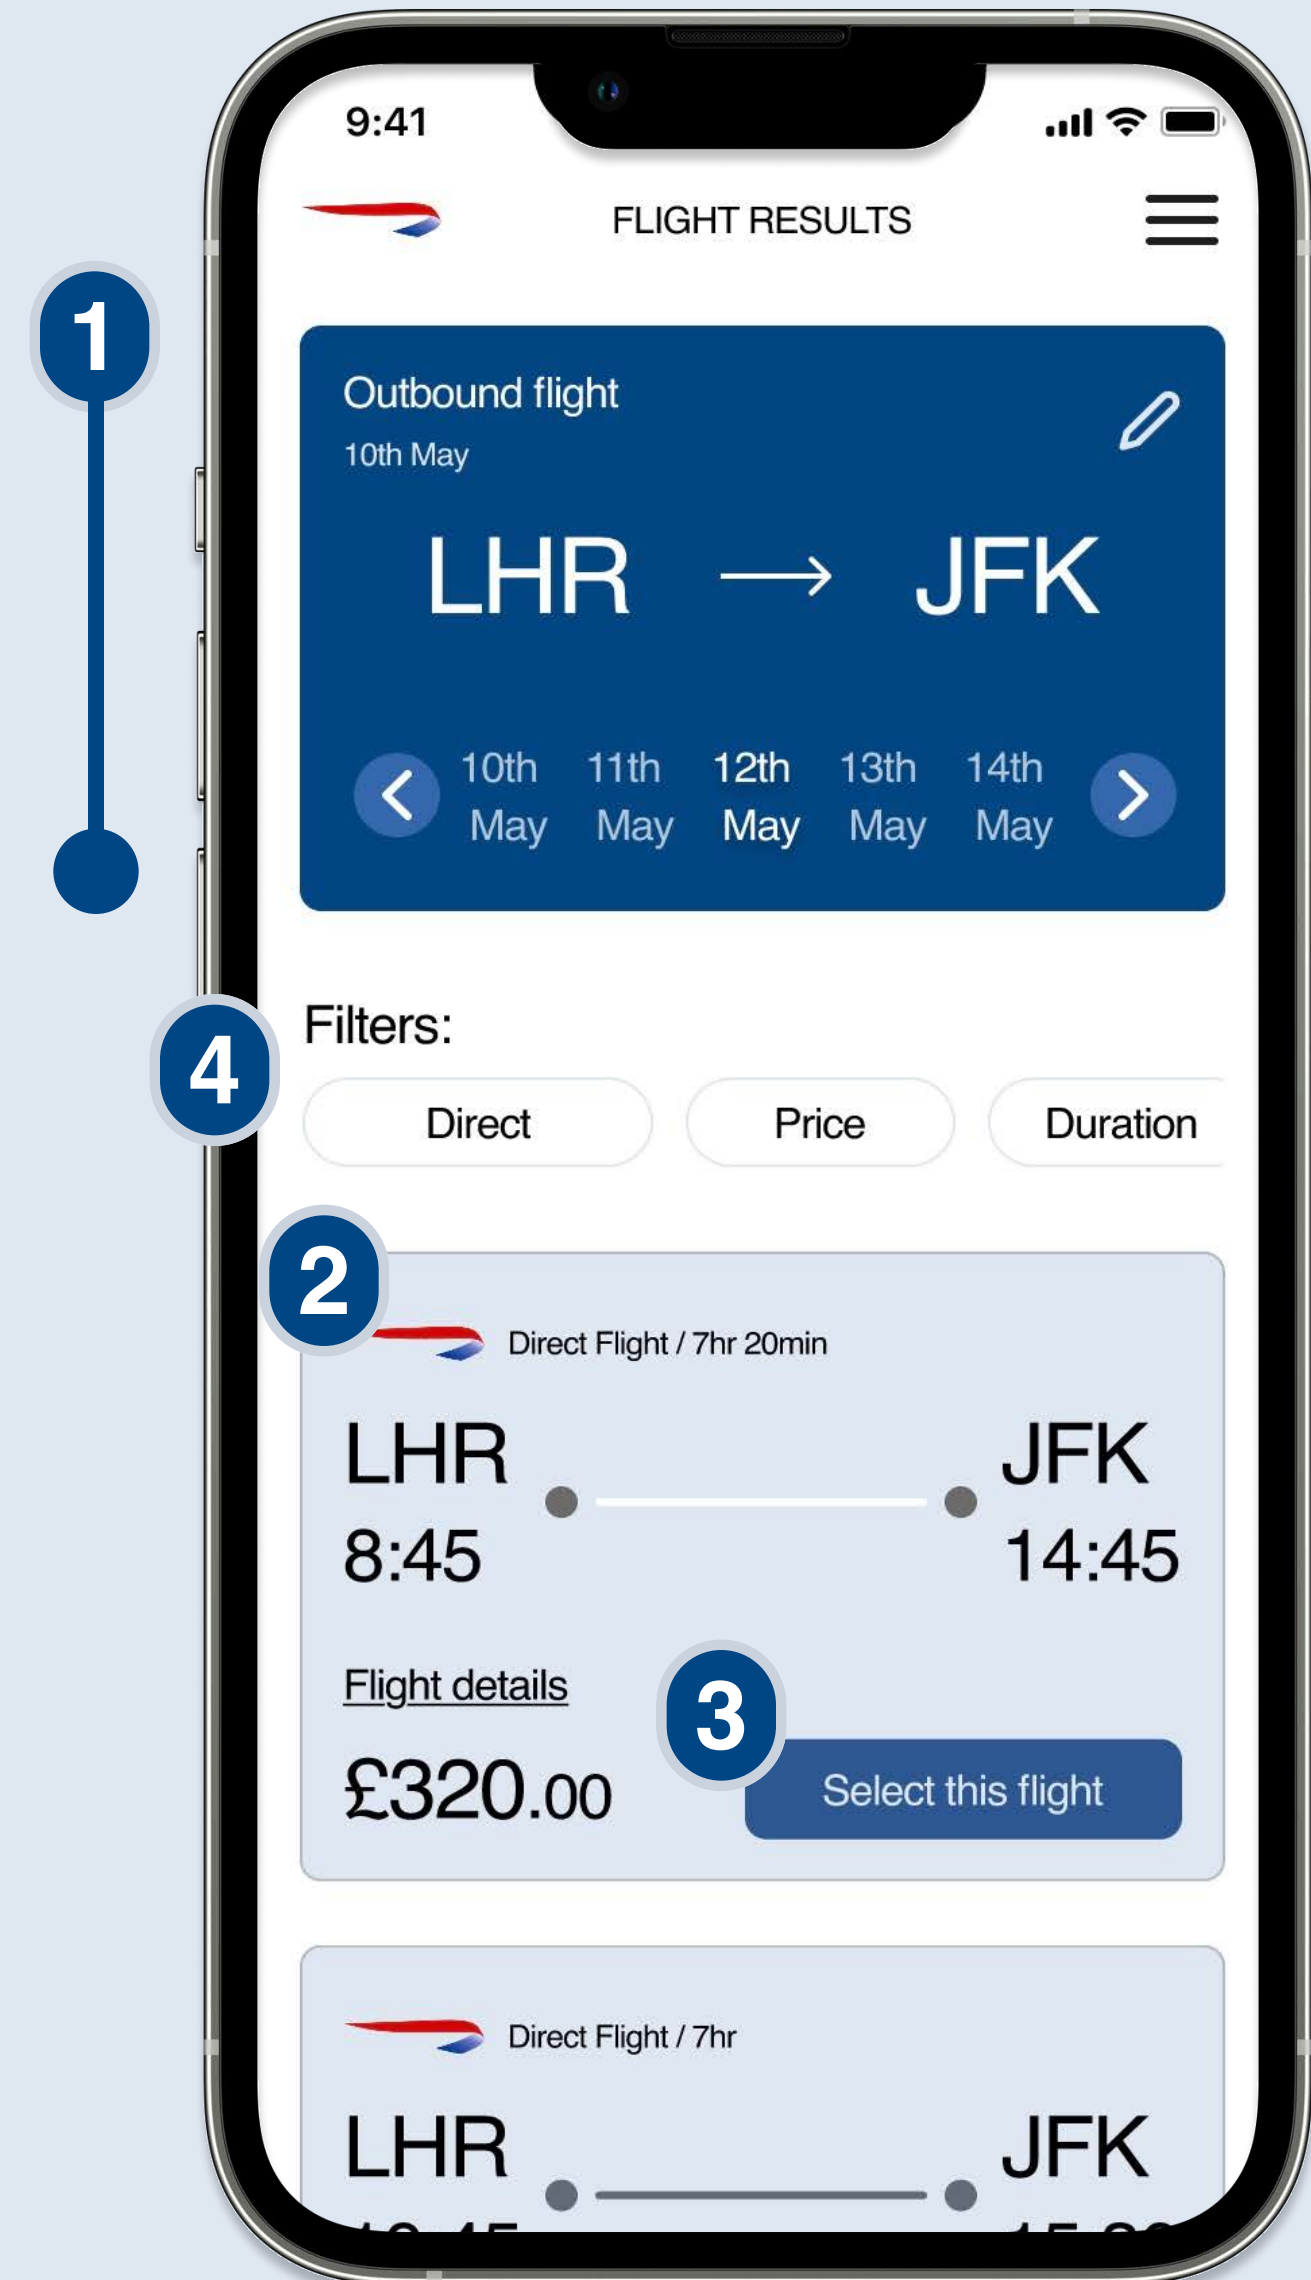 9:41
FLIGHT RESULTS
1
Outbound flight
10th May
LHR → JFK
10th May 11th May 12th May 13th May 14th May
4
Filters:
Direct Price Duration
2
Direct Flight / 7hr 20min
LHR JFK
8:45 14:45
Flight details
3
£320.00 Select this flight
Direct Flight / 7hr
LHR JFK